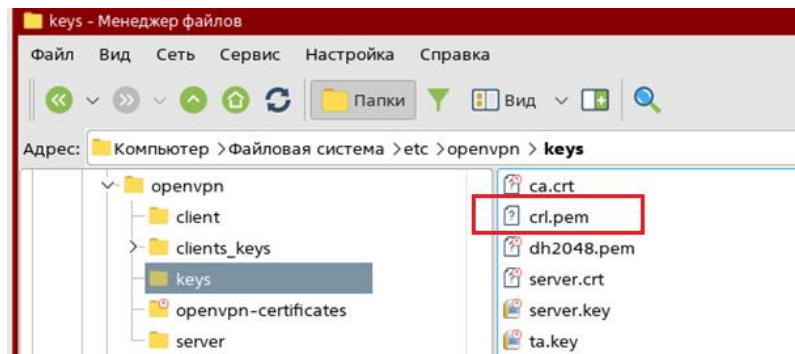 keys - Менеджер файлов
Файл Вид Сеть Сервис Настройка Справка
Папки Вид
Адрес: Компьютер >Файловая система >etc >openvpn > keys
openvpn
client
clients_keys
keys
openvpn-certificates
server
ca.crt
crl.pem
dh2048.pem
server.crt
server.key
ta.key